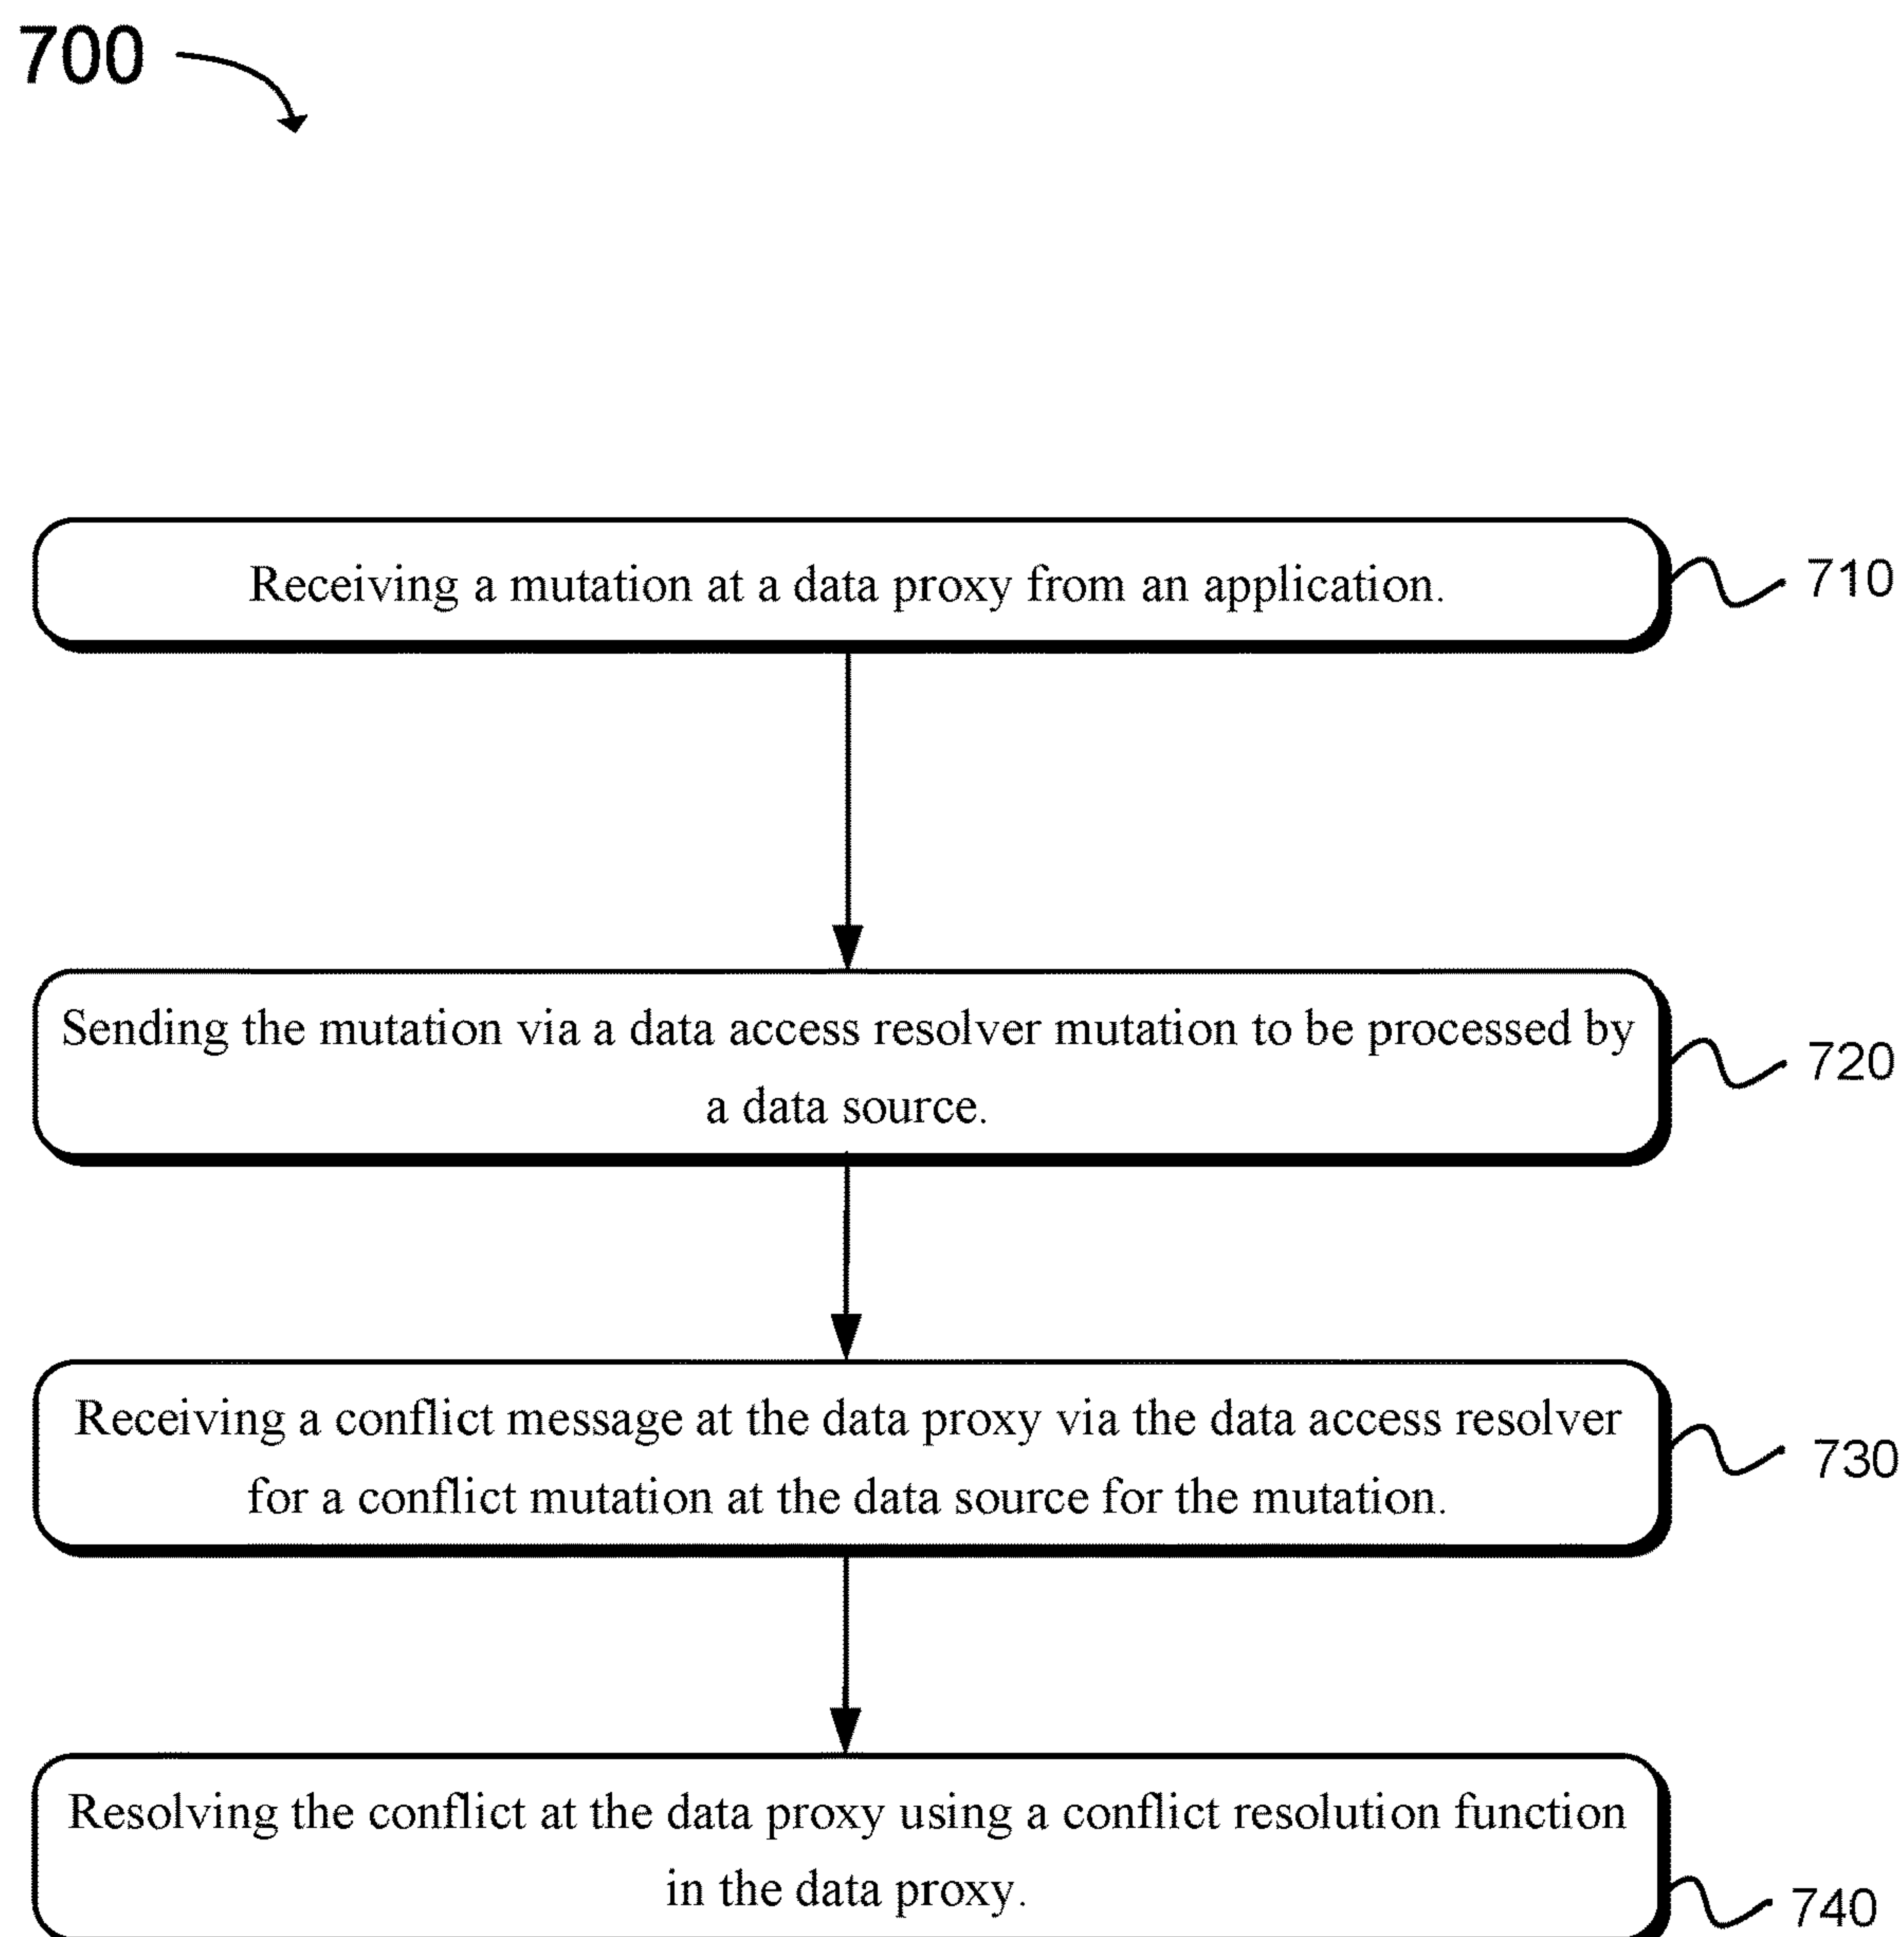 700
Receiving a mutation at a data proxy from an application.
710
Sending the mutation via a data access resolver mutation to be processed by
a data source.
720
Receiving a conflict message at the data proxy via the data access resolver
for a conflict mutation at the data source for the mutation.
730
Resolving the conflict at the data proxy using a conflict resolution function
in the data proxy.
740